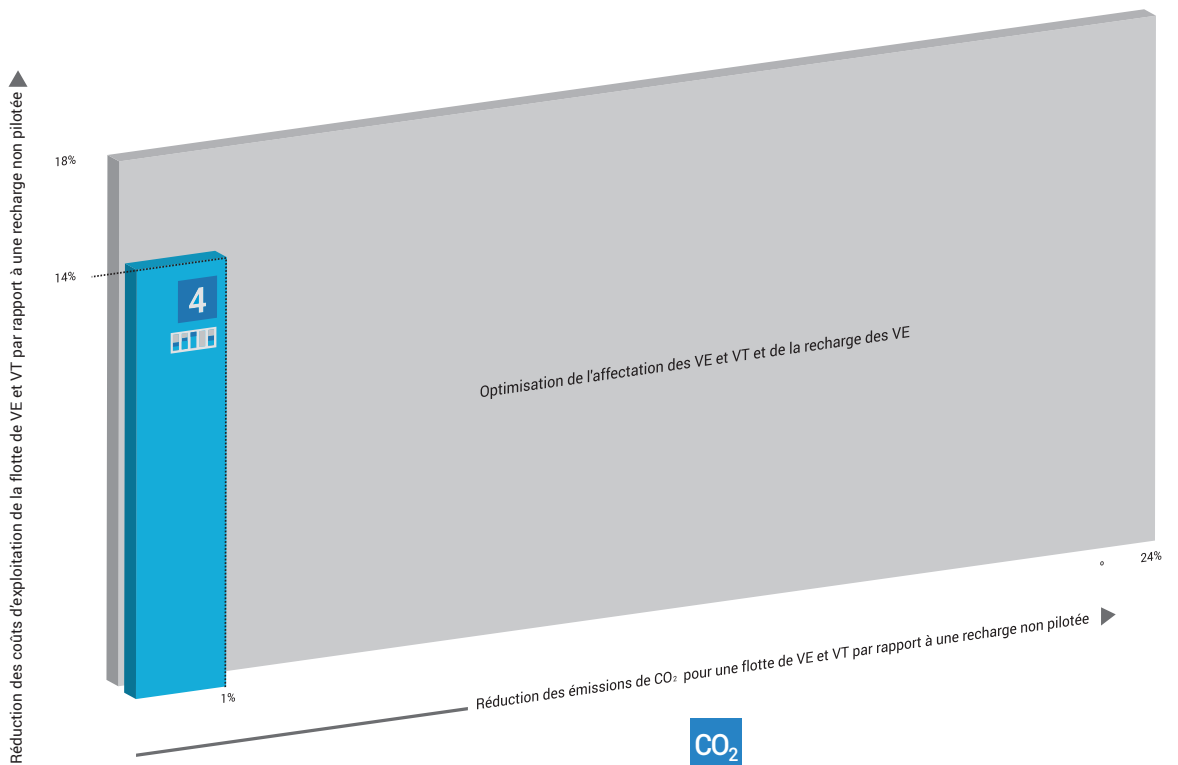 Réduction des coûts d'exploitation de la flotte de VE et VT par rapport à une recharge non pilotée
18%
14%
4
Optimisation de l'affectation des VE et VT et de la recharge des VE
24%
°
1%
Réduction des émissions de CO₂ pour une flotte de VE et VT par rapport à une recharge non pilotée
CO₂